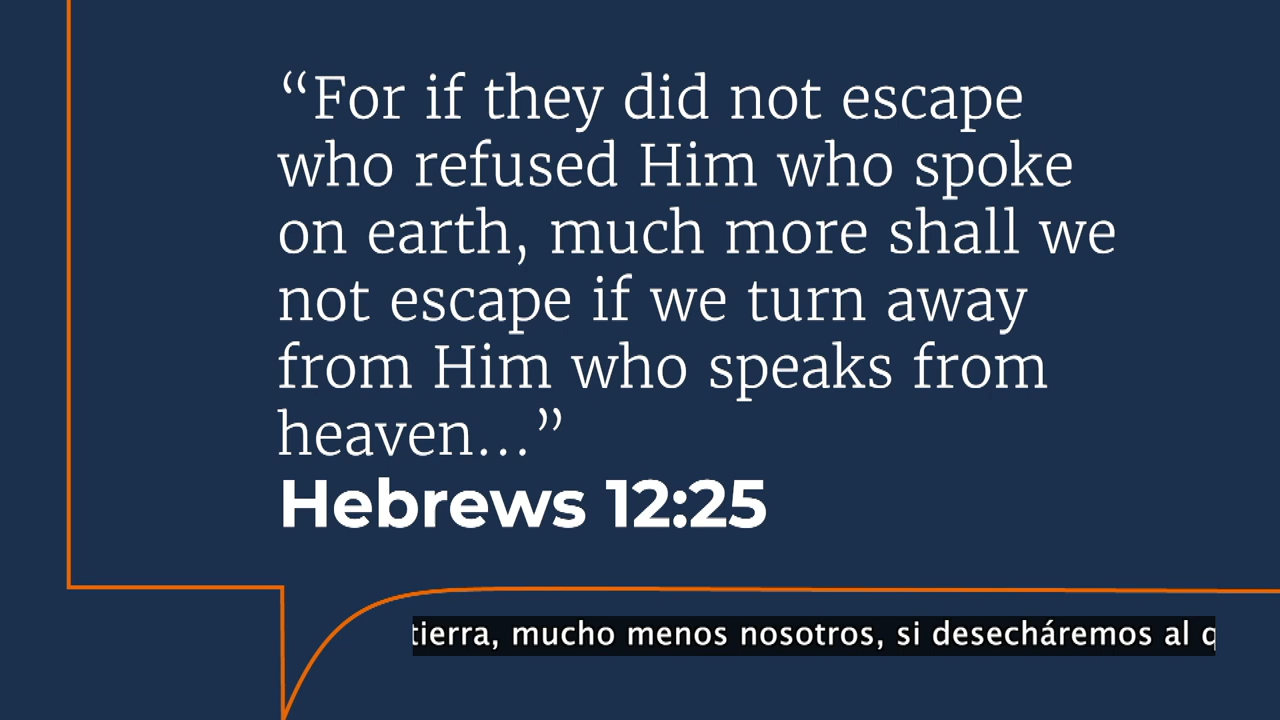 “For if they did not escape
who refused Him who spoke
on earth, much more shall we
not escape if we turn away
from Him who speaks from
heaven...”
Hebrews 12:25
tierra, mucho menos nosotros, si desecháremos al